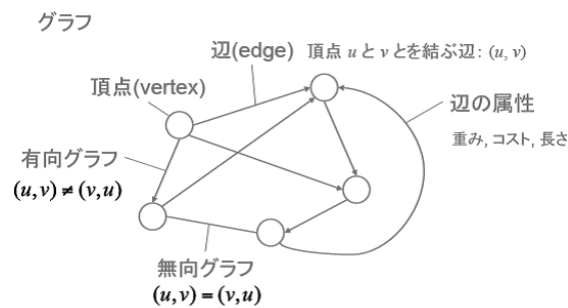 グラフ
辺(edge) 頂点 u と v とを結ぶ辺: (u, v)
頂点(vertex)
辺の属性
重み, コスト, 長さ
有向グラフ
(u, v) ≠ (v, u)
無向グラフ
(u, v) = (v, u)